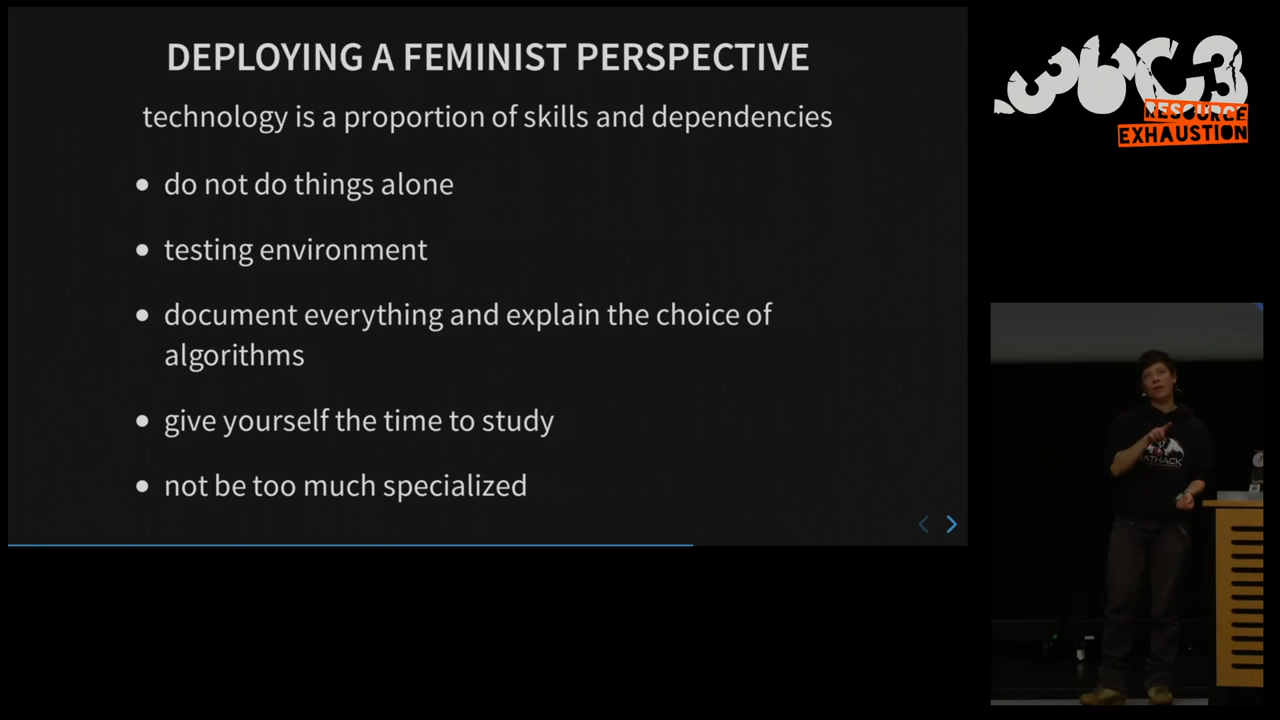 DEPLOYING A FEMINIST PERSPECTIVE
technology is a proportion of skills and dependencies
do not do things alone
testing environment
document everything and explain the choice of
algorithms
give yourself the time to study
not be too much specialized
36C3
RESOURCE
EXHAUSTION